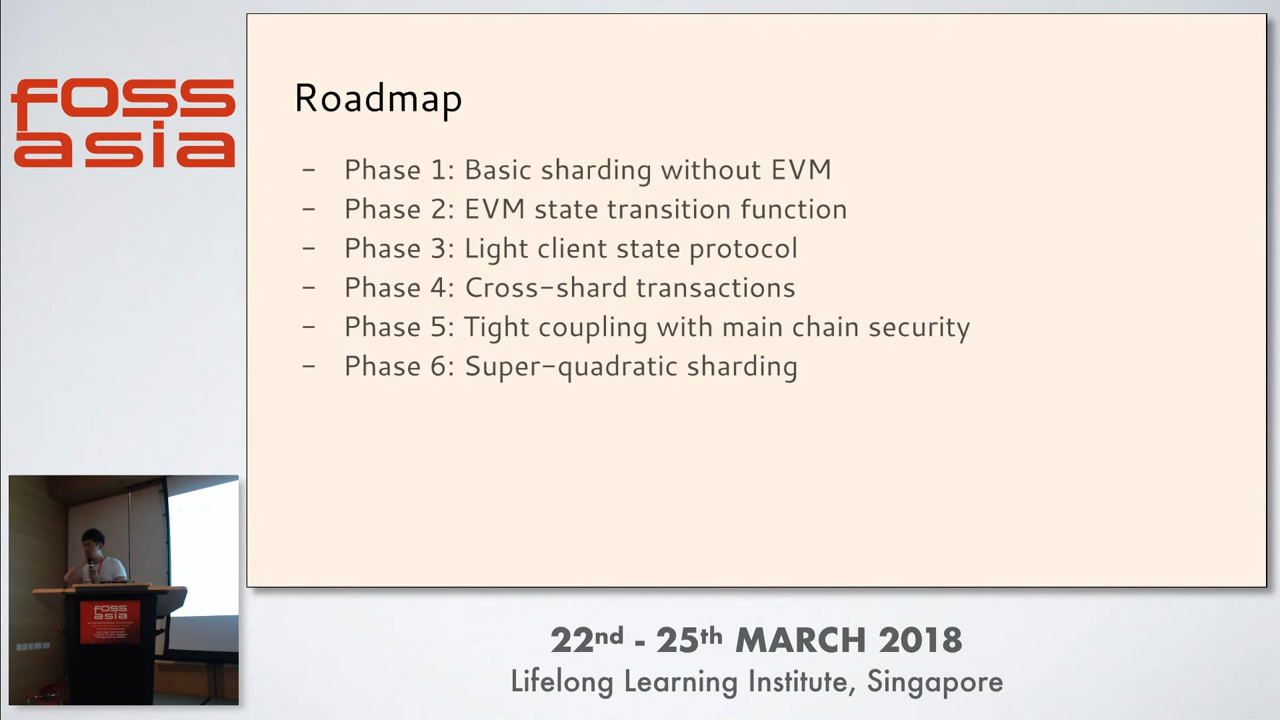 foss
asia
Roadmap
- Phase 1: Basic sharding without EVM
- Phase 2: EVM state transition function
- Phase 3: Light client state protocol
- Phase 4: Cross-shard transactions
- Phase 5: Tight coupling with main chain security
- Phase 6: Super-quadratic sharding
foss
asia
22nd - 25th MARCH 2018
Lifelong Learning Institute, Singapore